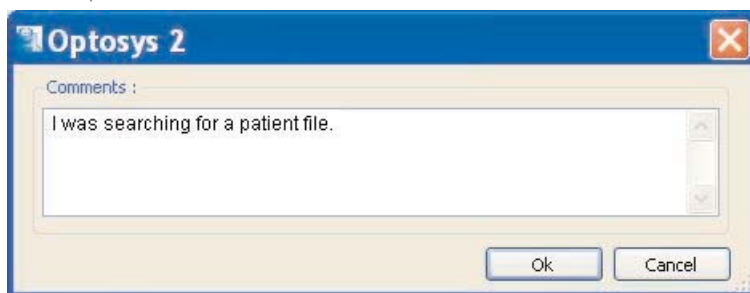 Optosys 2
Comments :
I was searching for a patient file.
Ok
Cancel